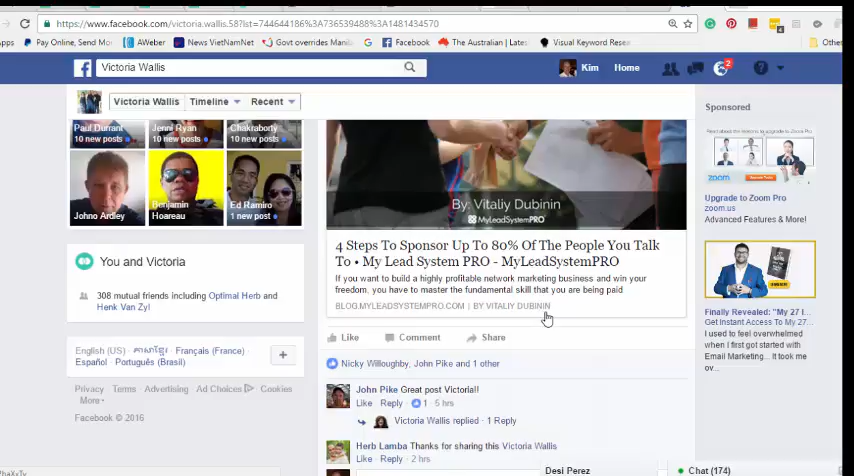 https://www.facebook.com/victoria.wallis.58?lst=744644186%3A736539488%3A1481434570
Pay Online, Send Mo
AWeber
News VietNamNet
Govt overrides Manila
Facebook
The Australian | Latest
Visual Keyword Rese
Other
Victoria Wallis
Kim
Home
2
Victoria Wallis
Timeline
Recent
Paul Durrant
10 new posts
Jenni Ryan
10 new posts
Chakraborty
7 new posts
Johno Ardley
Benjamin
Hoareau
Ed Ramiro
1 new post
You and Victoria
308 mutual friends including Optimal Herb and
Henk Van Zyl
English (US) · ភាសាខ្មែរ · Français (France) ·
Español · Português (Brasil)
Privacy · Terms · Advertising · Ad Choices · Cookies ·
More
Facebook © 2016
By: Vitaliy Dubinin
MyLeadSystemPRO
4 Steps To Sponsor Up To 80% Of The People You Talk
To • My Lead System PRO - MyLeadSystemPRO
If you want to build a highly profitable network marketing business and win your
freedom, you have to master the fundamental skill that you are being paid
BLOG.MYLEADSYSTEMPRO.COM | BY VITALIY DUBININ
Like
Comment
Share
Nicky Willoughby, John Pike and 1 other
John Pike Great post Victoria!!
Like · Reply · 1 · 5 hrs
Victoria Wallis replied · 1 Reply
Herb Lamba Thanks for sharing this Victoria Wallis
Like · Reply · 2 hrs
Sponsored
zoom
Upgrade to Zoom Pro
zoom.us
Advanced Features & More!
Finally Revealed: "My 27 I...
Get Instant Access To My 27...
I used to feel overwhelmed
when I first got started with
Email Marketing... It took me
ov...
Desi Perez
Chat (174)